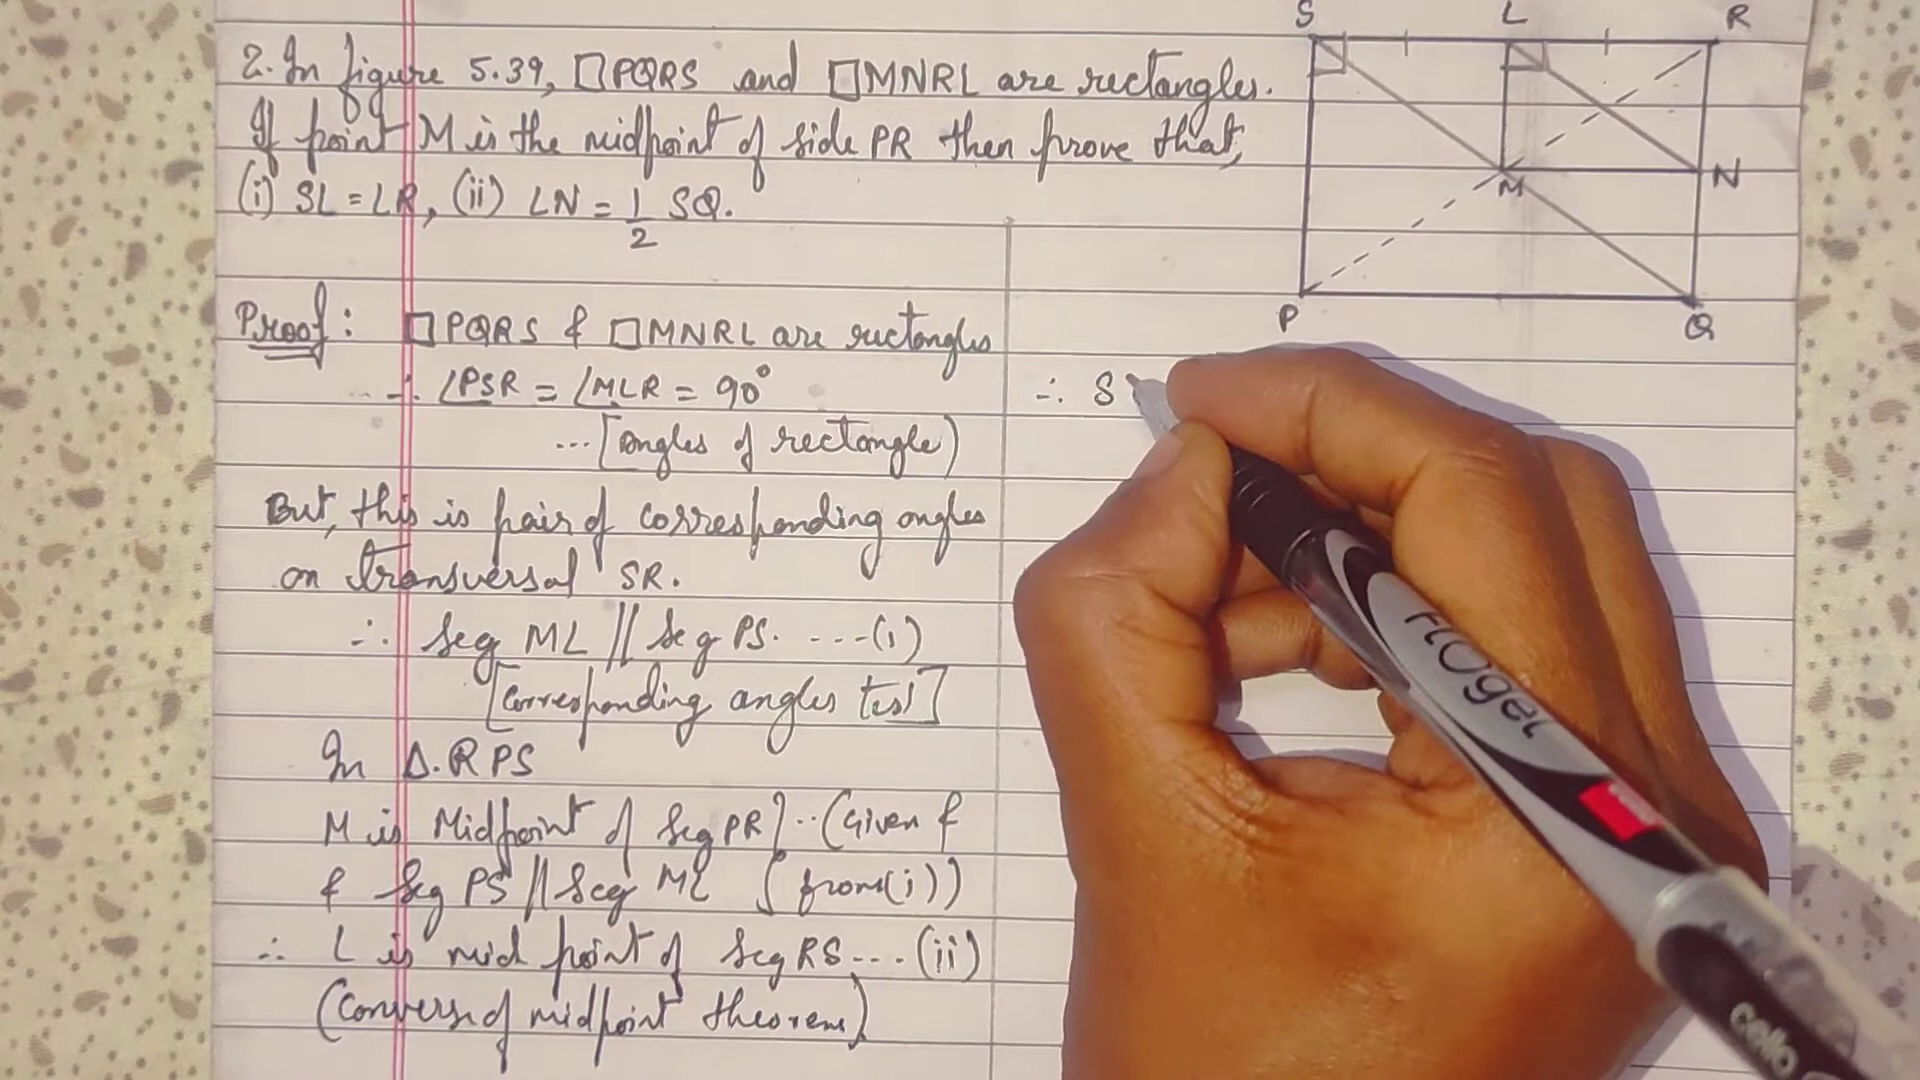 2. In figure 5.39, □PQRS and □MNRL are rectangles.
If point M is the midpoint of side PR then prove that,
(i) SL = LR, (ii) LN = 1/2 SQ.
S L R
M N
P Q
Proof: □PQRS & □MNRL are rectangles
∴ ∠PSR = ∠MLR = 90°
...[angles of rectangle)
But, this is pair of corresponding angles
on transversal SR.
∴ Seg ML || Seg PS. ----(i)
[Corresponding angles test]
In Δ.RPS
M is Midpoint of Seg PR}..(Given &
& Seg PS || Seg ML } from(i))
∴ L is mid point of Seg RS... (ii)
(Converse of midpoint theorem)
∴ S
FLOgel
cello